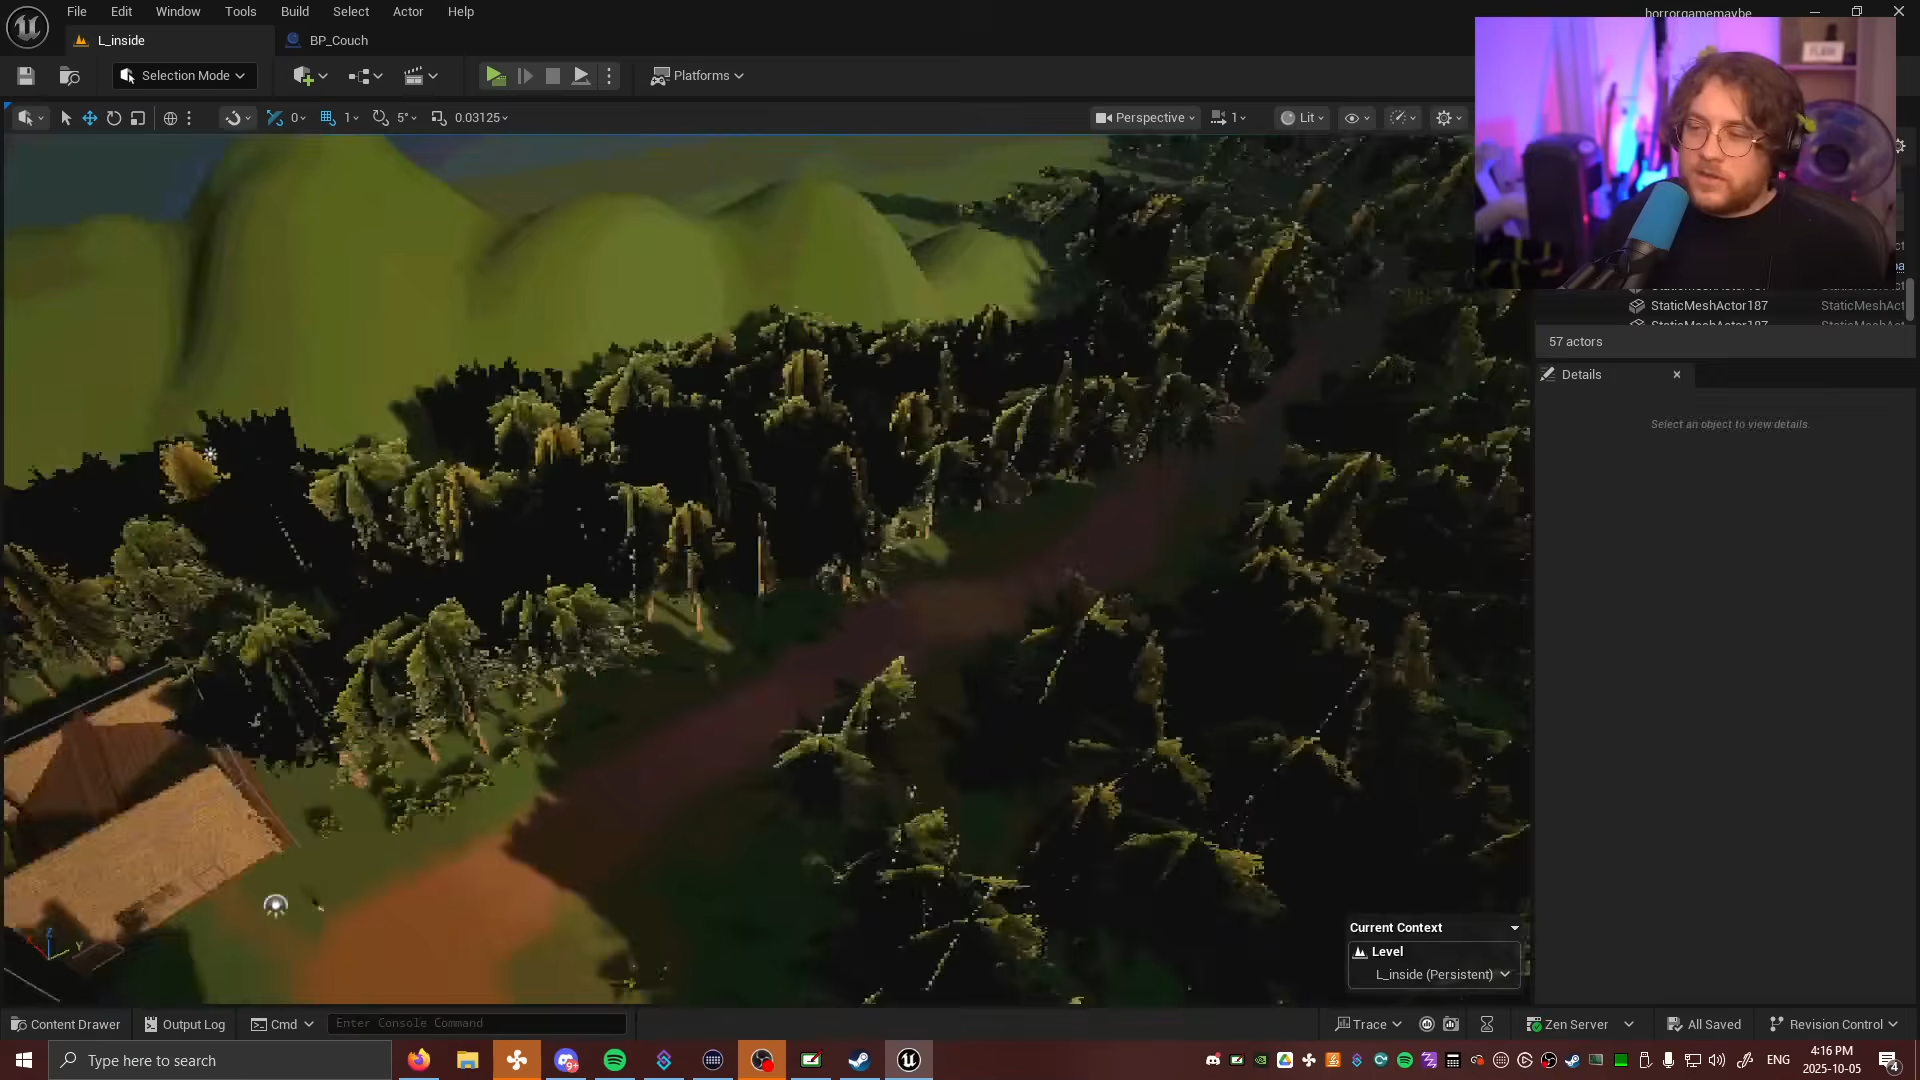 File Edit Window Tools Build Select Actor Help
horrorgamemaybe
L_inside
BP_Couch
Selection Mode
Platforms
0
1
5°
0.03125
Perspective
1
Lit
StaticMeshActor187 StaticMeshAct
57 actors
Details
Select an object to view details.
Z
Y
Current Context
Level
L_inside (Persistent)
Content Drawer
Output Log
Cmd
Enter Console Command
Trace
Zen Server
All Saved
Revision Control
Type here to search
9+
ENG
4:16 PM
2025-10-05
4